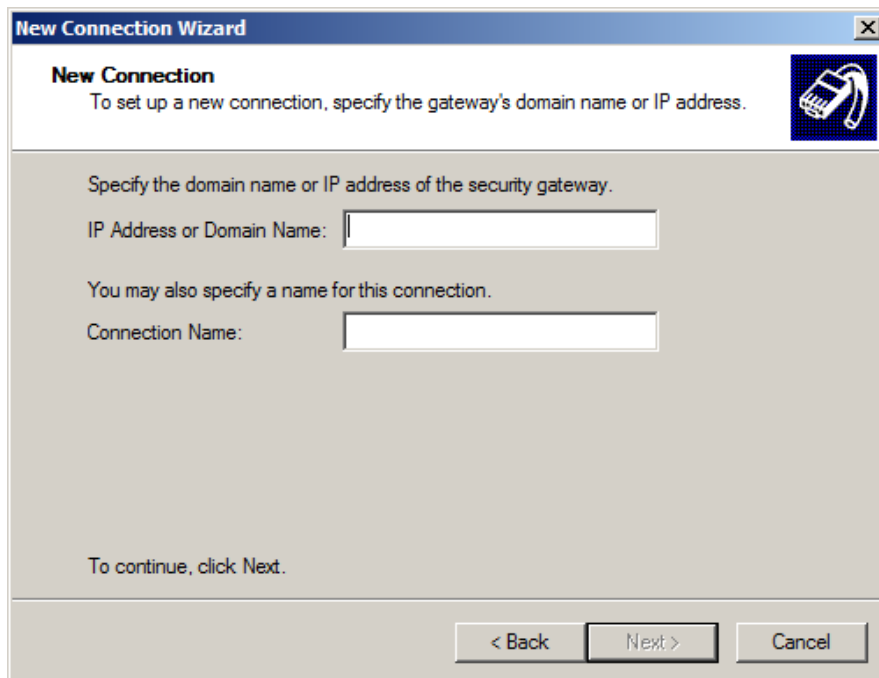 New Connection Wizard
New Connection
To set up a new connection, specify the gateway's domain name or IP address.
Specify the domain name or IP address of the security gateway.
IP Address or Domain Name:
You may also specify a name for this connection.
Connection Name:
To continue, click Next.
< Back Next > Cancel